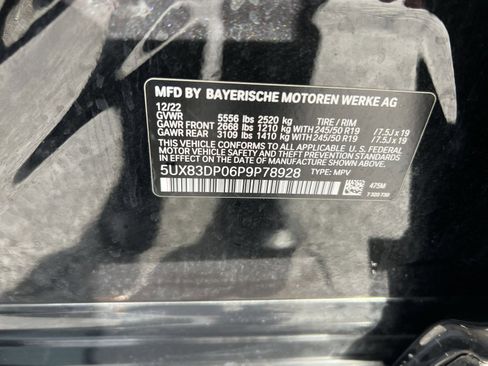 MFD BY BAYERISCHE MOTOREN WERKE AG
12/22
GVWR 5556 lbs 2520 kg TIRE / RIM
GAWR FRONT 2668 lbs 1210 kg WITH 245/50 R19 / 7.5J x 19
GAWR REAR 3109 lbs 1410 kg WITH 245/50 R19 / 7.5J x 19
THIS VEHICLE CONFORMS TO ALL APPLICABLE U. S. FEDERAL
MOTOR VEHICLE SAFETY, BUMPER, AND THEFT PREVENTION
STANDARDS IN EFFECT ON THE DATE OF MANUFACTURE SHOWN ABOVE.
5UX83DP06P9P78928 TYPE: MPV
475M